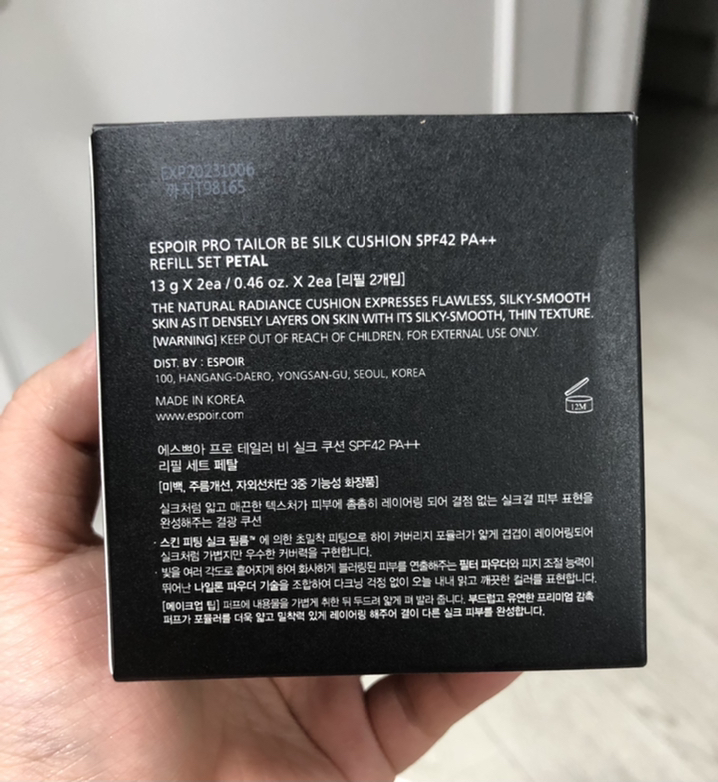 EXP20231006
까지T98165
ESPOIR PRO TAILOR BE SILK CUSHION SPF42 PA++
REFILL SET PETAL
13 g X 2ea / 0.46 oz. X 2ea [리필 2개입]
THE NATURAL RADIANCE CUSHION EXPRESSES FLAWLESS, SILKY-SMOOTH
SKIN AS IT DENSELY LAYERS ON SKIN WITH ITS SILKY-SMOOTH, THIN TEXTURE.
[WARNING] KEEP OUT OF REACH OF CHILDREN. FOR EXTERNAL USE ONLY.
DIST. BY : ESPOIR
100, HANGANG-DAERO, YONGSAN-GU, SEOUL, KOREA
MADE IN KOREA
www.espoir.com
12M
에스쁘아 프로 테일러 비 실크 쿠션 SPF42 PA++
리필 세트 페탈
[미백, 주름개선, 자외선차단 3중 기능성 화장품]
실크처럼 얇고 매끈한 텍스처가 피부에 촘촘히 레이어링 되어 결점 없는 실크결 피부 표현을
완성해주는 결광 쿠션
· 스킨 피팅 실크 필름™ 에 의한 초밀착 피팅으로 하이 커버리지 포뮬러가 얇게 겹겹이 레이어링되어
실크처럼 가볍지만 우수한 커버력을 구현합니다.
· 빛을 여러 각도로 흩어지게 하여 화사하게 블러링된 피부를 연출해주는 필터 파우더와 피지 조절 능력이
뛰어난 나일론 파우더 기술을 조합하여 다크닝 걱정 없이 오늘 내내 맑고 깨끗한 컬러를 표현합니다.
[메이크업 팁] 퍼프에 내용물을 가볍게 취한 뒤 두드려 얇게 펴 발라 줍니다. 부드럽고 유연한 프리미엄 감촉
퍼프가 포뮬러를 더욱 얇고 밀착력 있게 레이어링 해주어 결이 다른 실크 피부를 완성합니다.